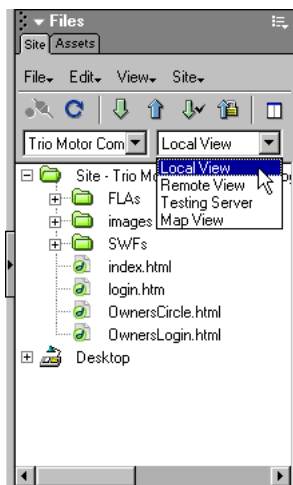 Files
Site Assets
File Edit View Site
Trio Motor Com Local View
Local View
Remote View
Testing Server
Map View
Site - Trio M
FLAs
images
SWFs
index.html
login.htm
OwnersCircle.html
OwnersLogin.html
Desktop